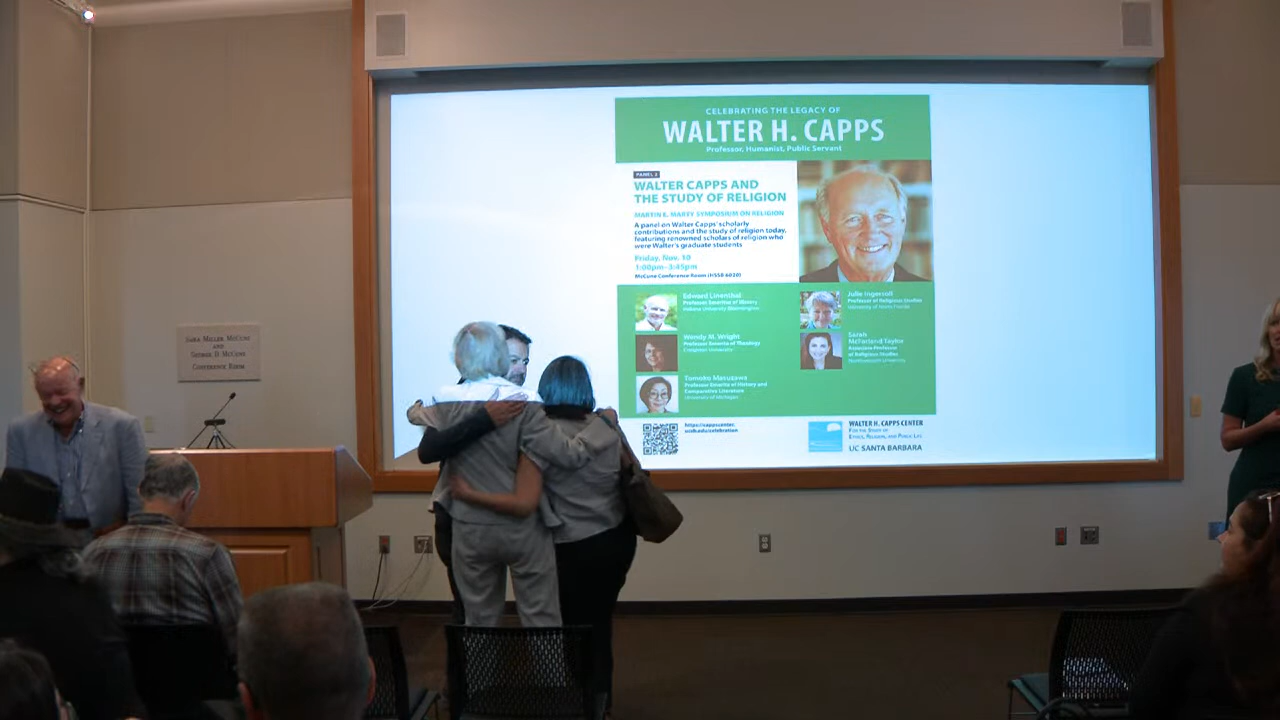 CELEBRATING THE LEGACY OF
WALTER H. CAPPS
Professor, Humanist, Public Servant
PANEL 2
WALTER CAPPS AND
THE STUDY OF RELIGION
MARTIN E. MARTY SYMPOSIUM ON RELIGION
A panel on Walter Capps' scholarly
contributions and the study of religion today,
featuring renowned scholars of religion who
were Walter's graduate students
Friday, Nov. 10
1:00pm-3:45pm
McCune Conference Room (HSSB 6020)
Edward Linenthal
Professor Emeritus of History
Indiana University Bloomington
Wendy M. Wright
Professor Emerita of Theology
Creighton University
Tomoko Masuzawa
Professor Emerita of History and
Comparative Literature
University of Michigan
Julie Ingersoll
Professor of Religious Studies
University of North Florida
Sarah
McFarland Taylor
Associate Professor
of Religious Studies
Northwestern University
https://cappscenter.
ucsb.edu/celebration
WALTER H. CAPPS CENTER
FOR THE STUDY OF
ETHICS, RELIGION, AND PUBLIC LIFE
UC SANTA BARBARA
SARA MILLER MCCUNE
AND
GEORGE D. MCCUNE
CONFERENCE ROOM